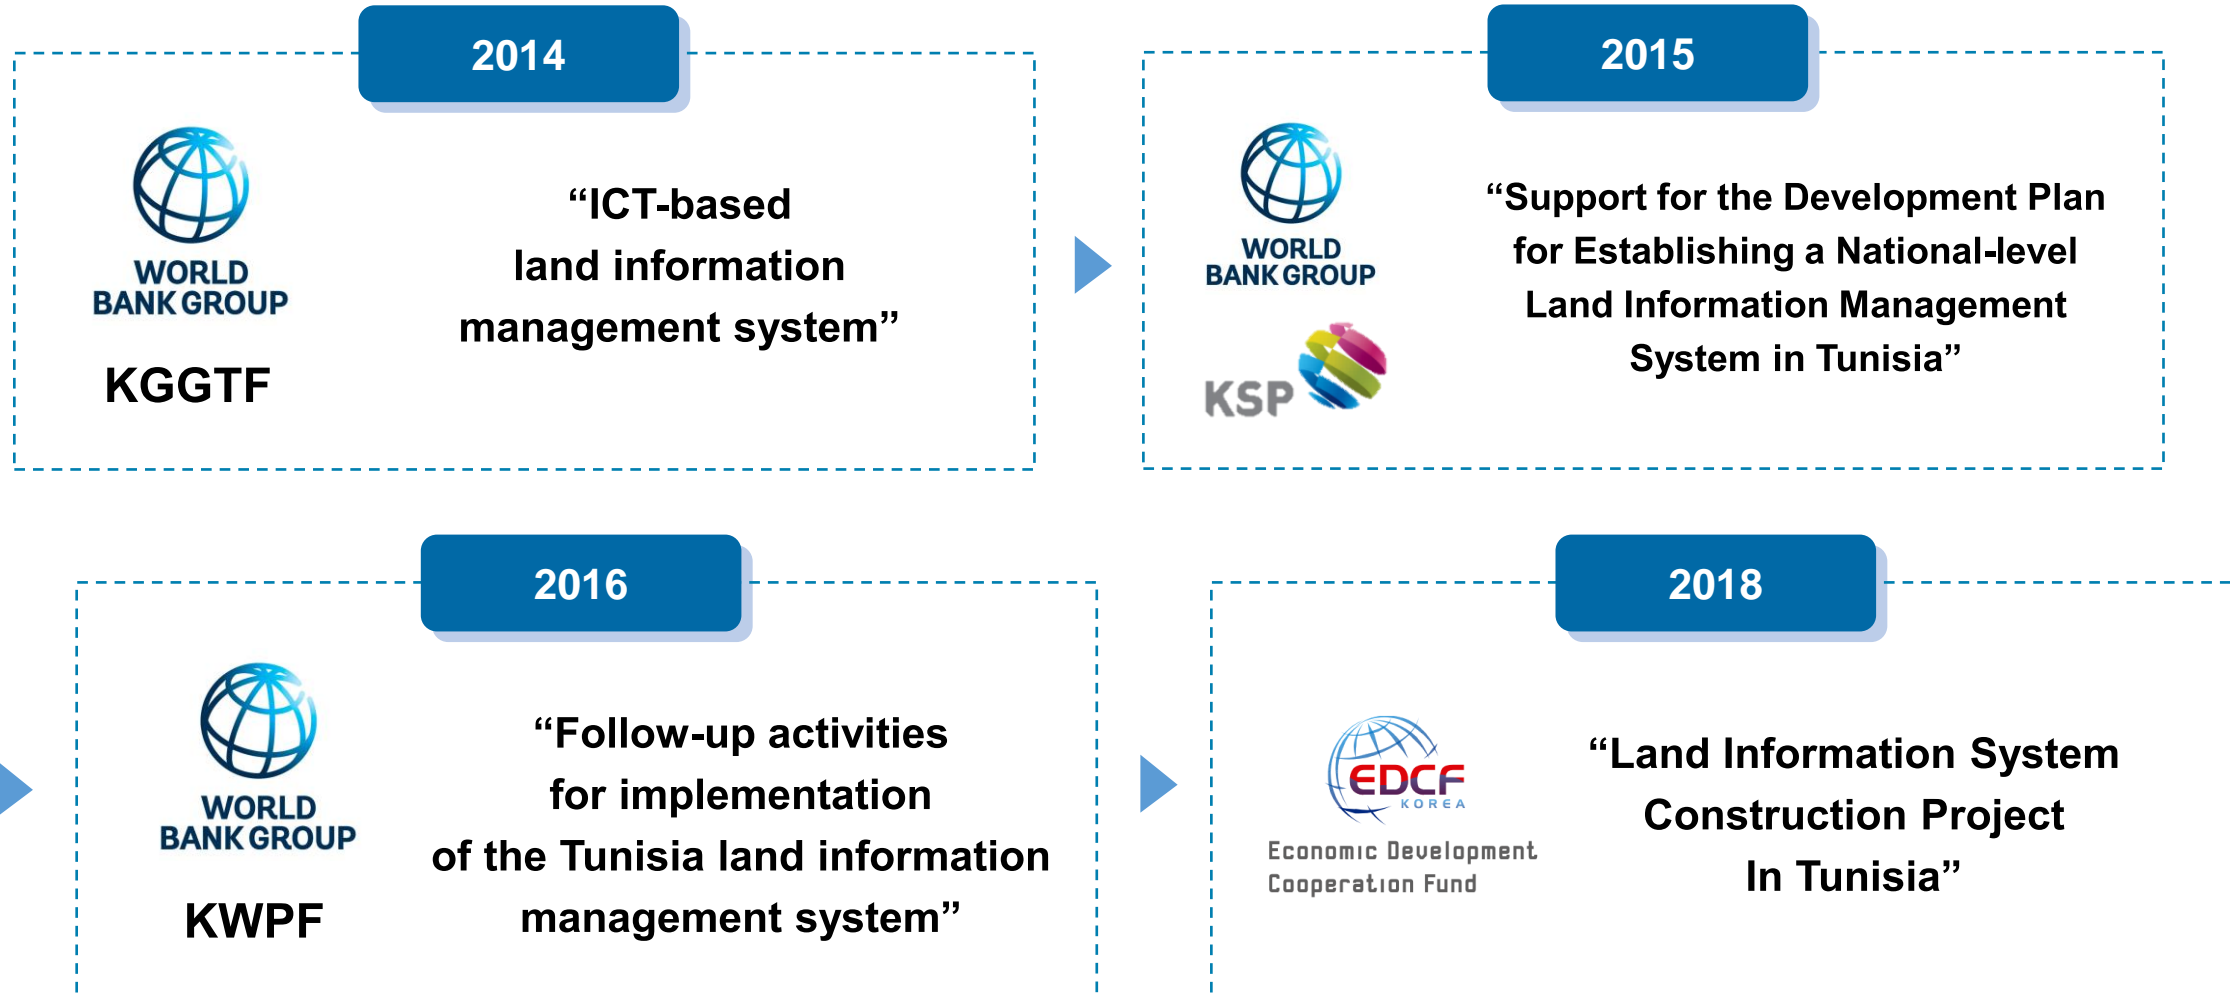 2014
WORLD
BANK GROUP
KGGTF
“ICT-based
land information
management system”
2015
WORLD
BANK GROUP
KSP
“Support for the Development Plan
for Establishing a National-level
Land Information Management
System in Tunisia”
2016
WORLD
BANK GROUP
KWPF
“Follow-up activities
for implementation
of the Tunisia land information
management system”
2018
EDCF
KOREA
Economic Development
Cooperation Fund
“Land Information System
Construction Project
In Tunisia”